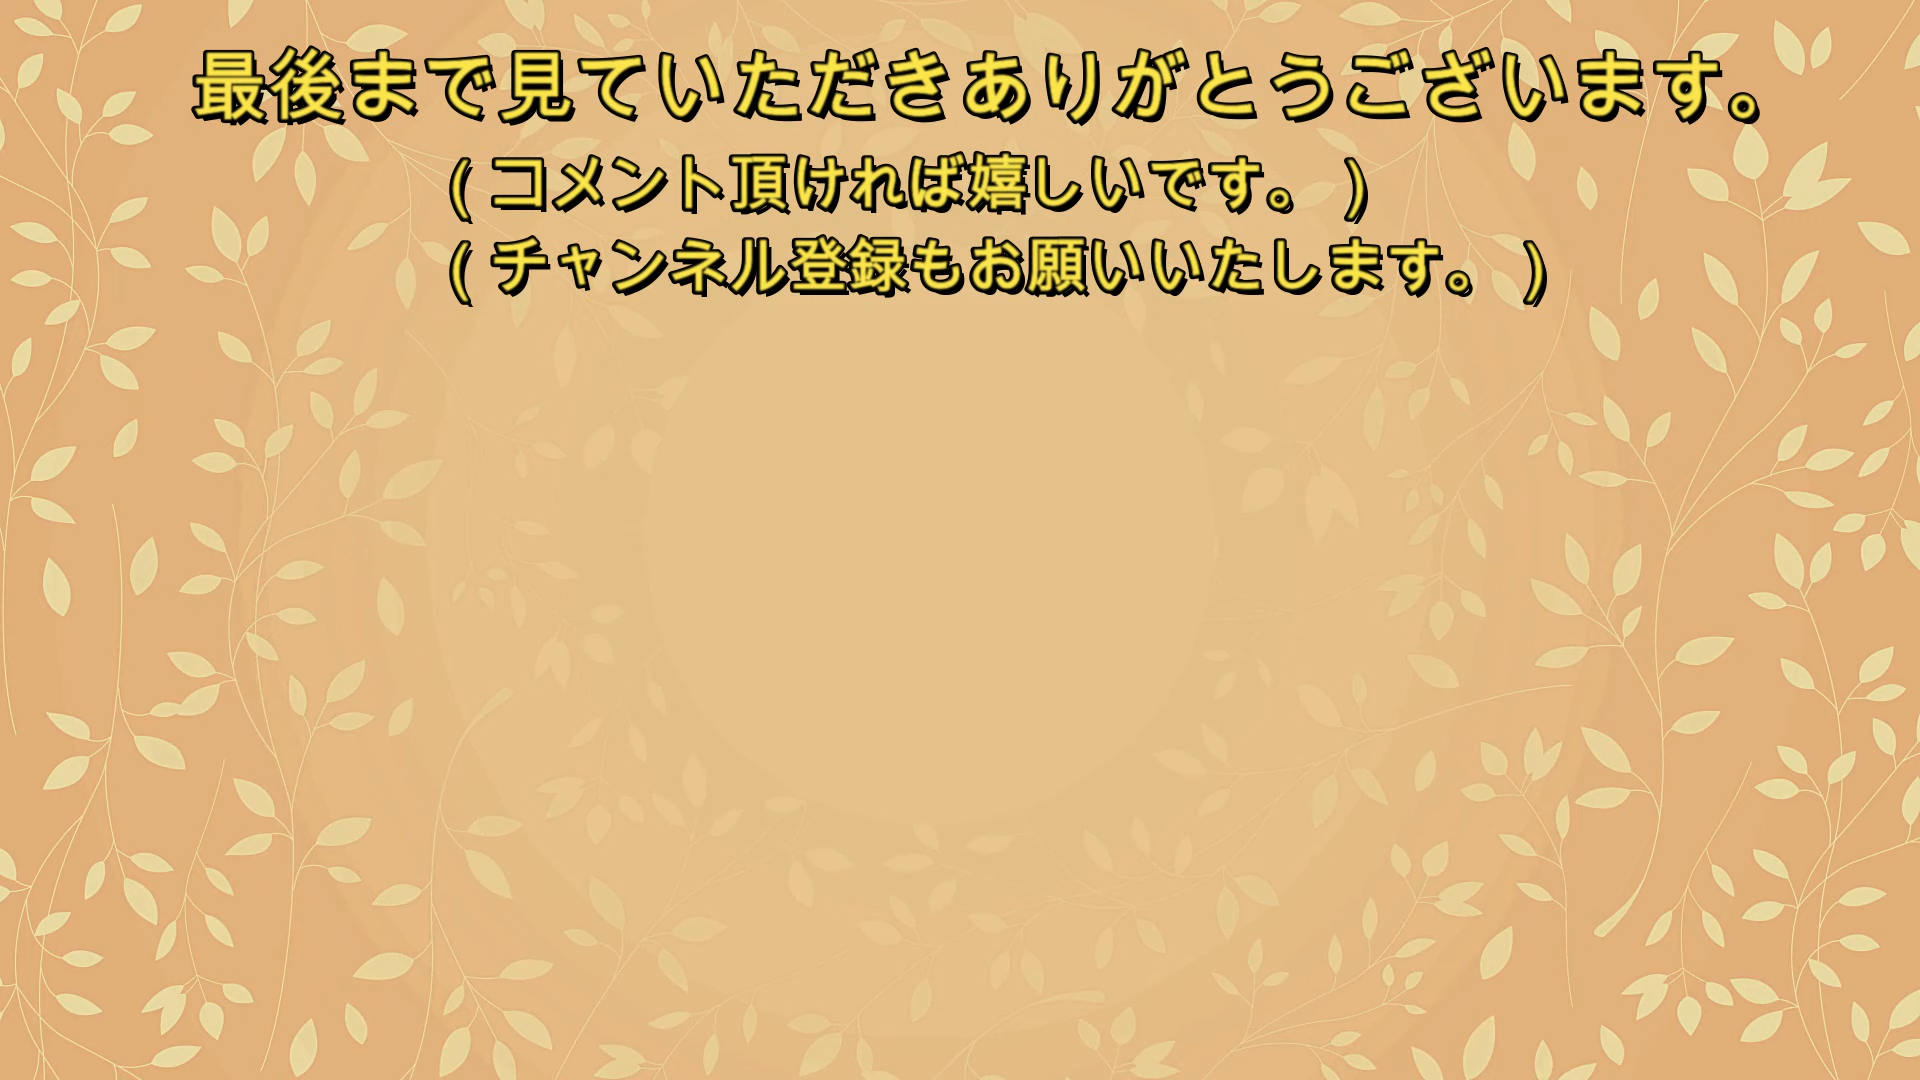 最後まで見ていただきありがとうございます。
( コメント頂ければ嬉しいです。 )
( チャンネル登録もお願いいたします。 )